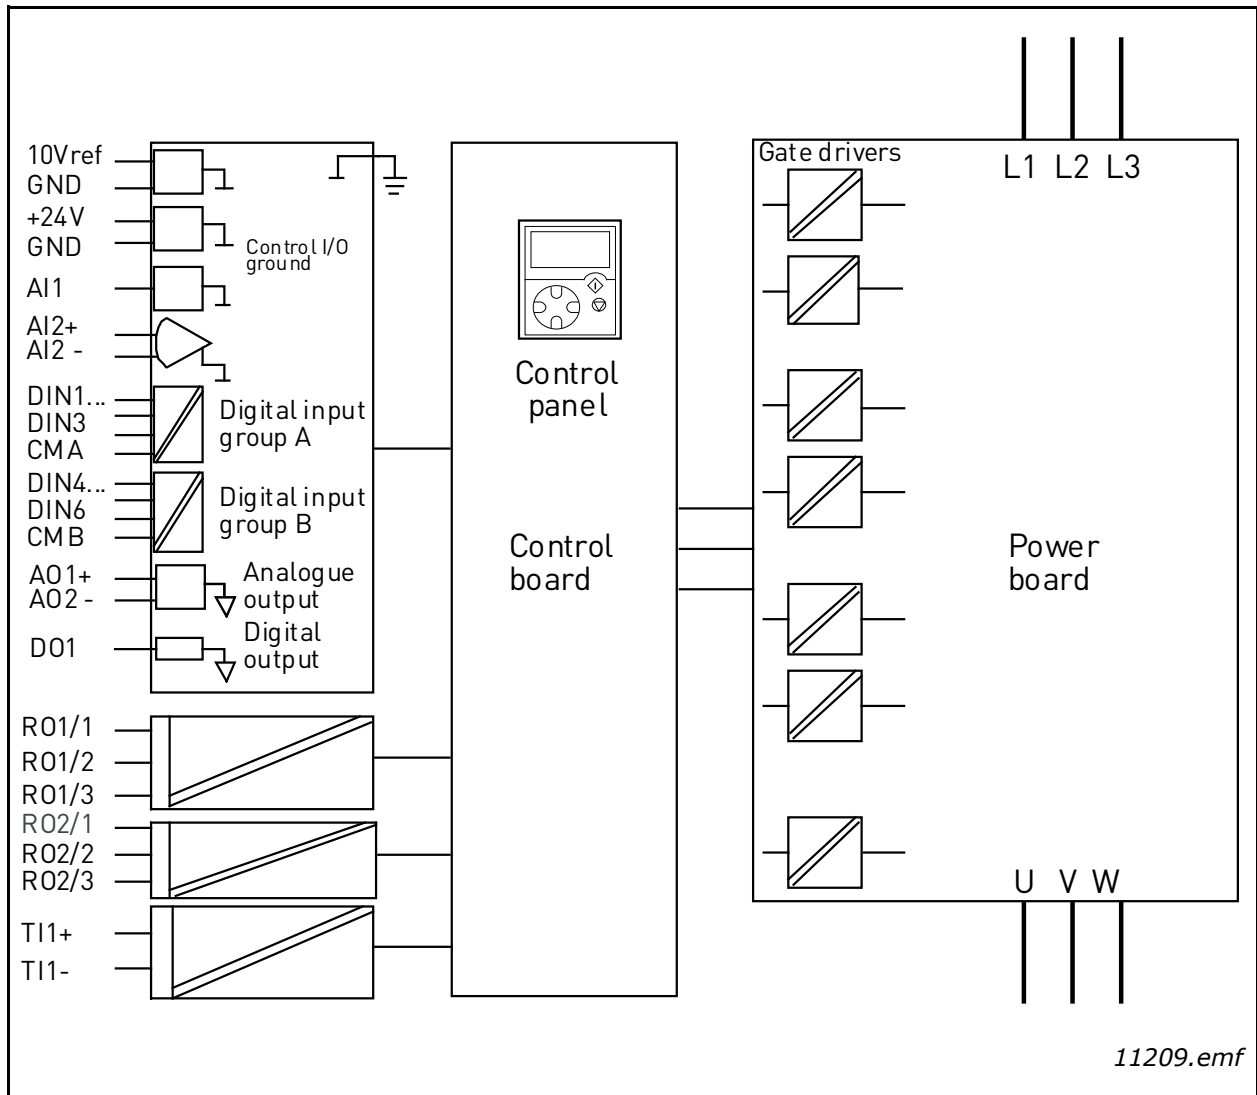 10Vref
GND
+24V
GND
Control I/O
ground
AI1
AI2+
AI2 -
DIN1...
DIN3
CMA
Digital input
group A
DIN4...
DIN6
CMB
Digital input
group B
AO1+
AO2 -
Analogue
output
DO1
Digital
output
RO1/1
RO1/2
RO1/3
RO2/1
RO2/2
RO2/3
TI1+
TI1-
Control
panel
Control
board
Gate drivers
L1 L2 L3
Power
board
U V W
11209.emf